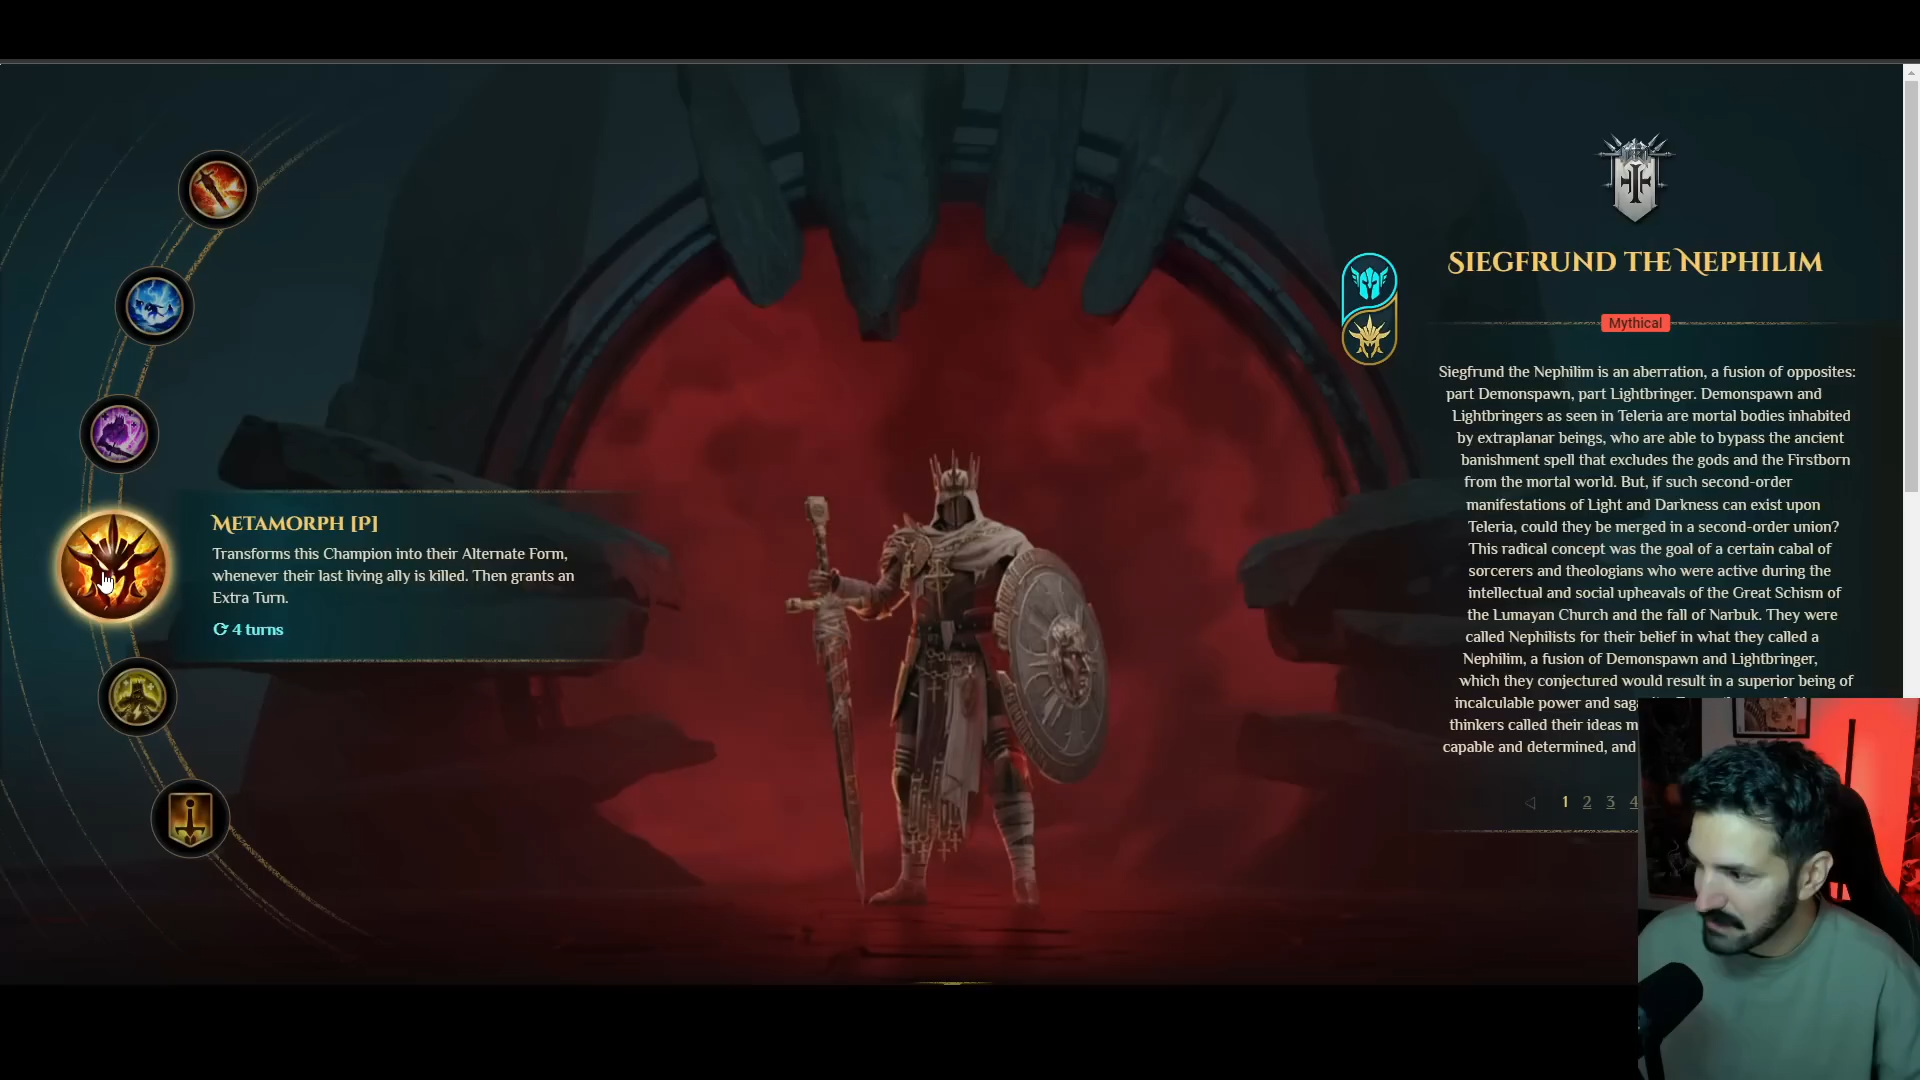 METAMORPH [P]
Transforms this Champion into their Alternate Form,
whenever their last living ally is killed. Then grants an
Extra Turn.
4 turns
SIEGFRUND THE NEPHILIM
Mythical
Siegfrund the Nephilim is an aberration, a fusion of opposites:
part Demonspawn, part Lightbringer. Demonspawn and
Lightbringers as seen in Teleria are mortal bodies inhabited
by extraplanar beings, who are able to bypass the ancient
banishment spell that excludes the gods and the Firstborn
from the mortal world. But, if such second-order
manifestations of Light and Darkness can exist upon
Teleria, could they be merged in a second-order union?
This radical concept was the goal of a certain cabal of
sorcerers and theologians who were active during the
intellectual and social upheavals of the Great Schism of
the Lumayan Church and the fall of Narbuk. They were
called Nephilists for their belief in what they called a
Nephilim, a fusion of Demonspawn and Lightbringer,
which they conjectured would result in a superior being of
incalculable power and
thinkers called their ideas
capable and determined, and
1 2 3 4